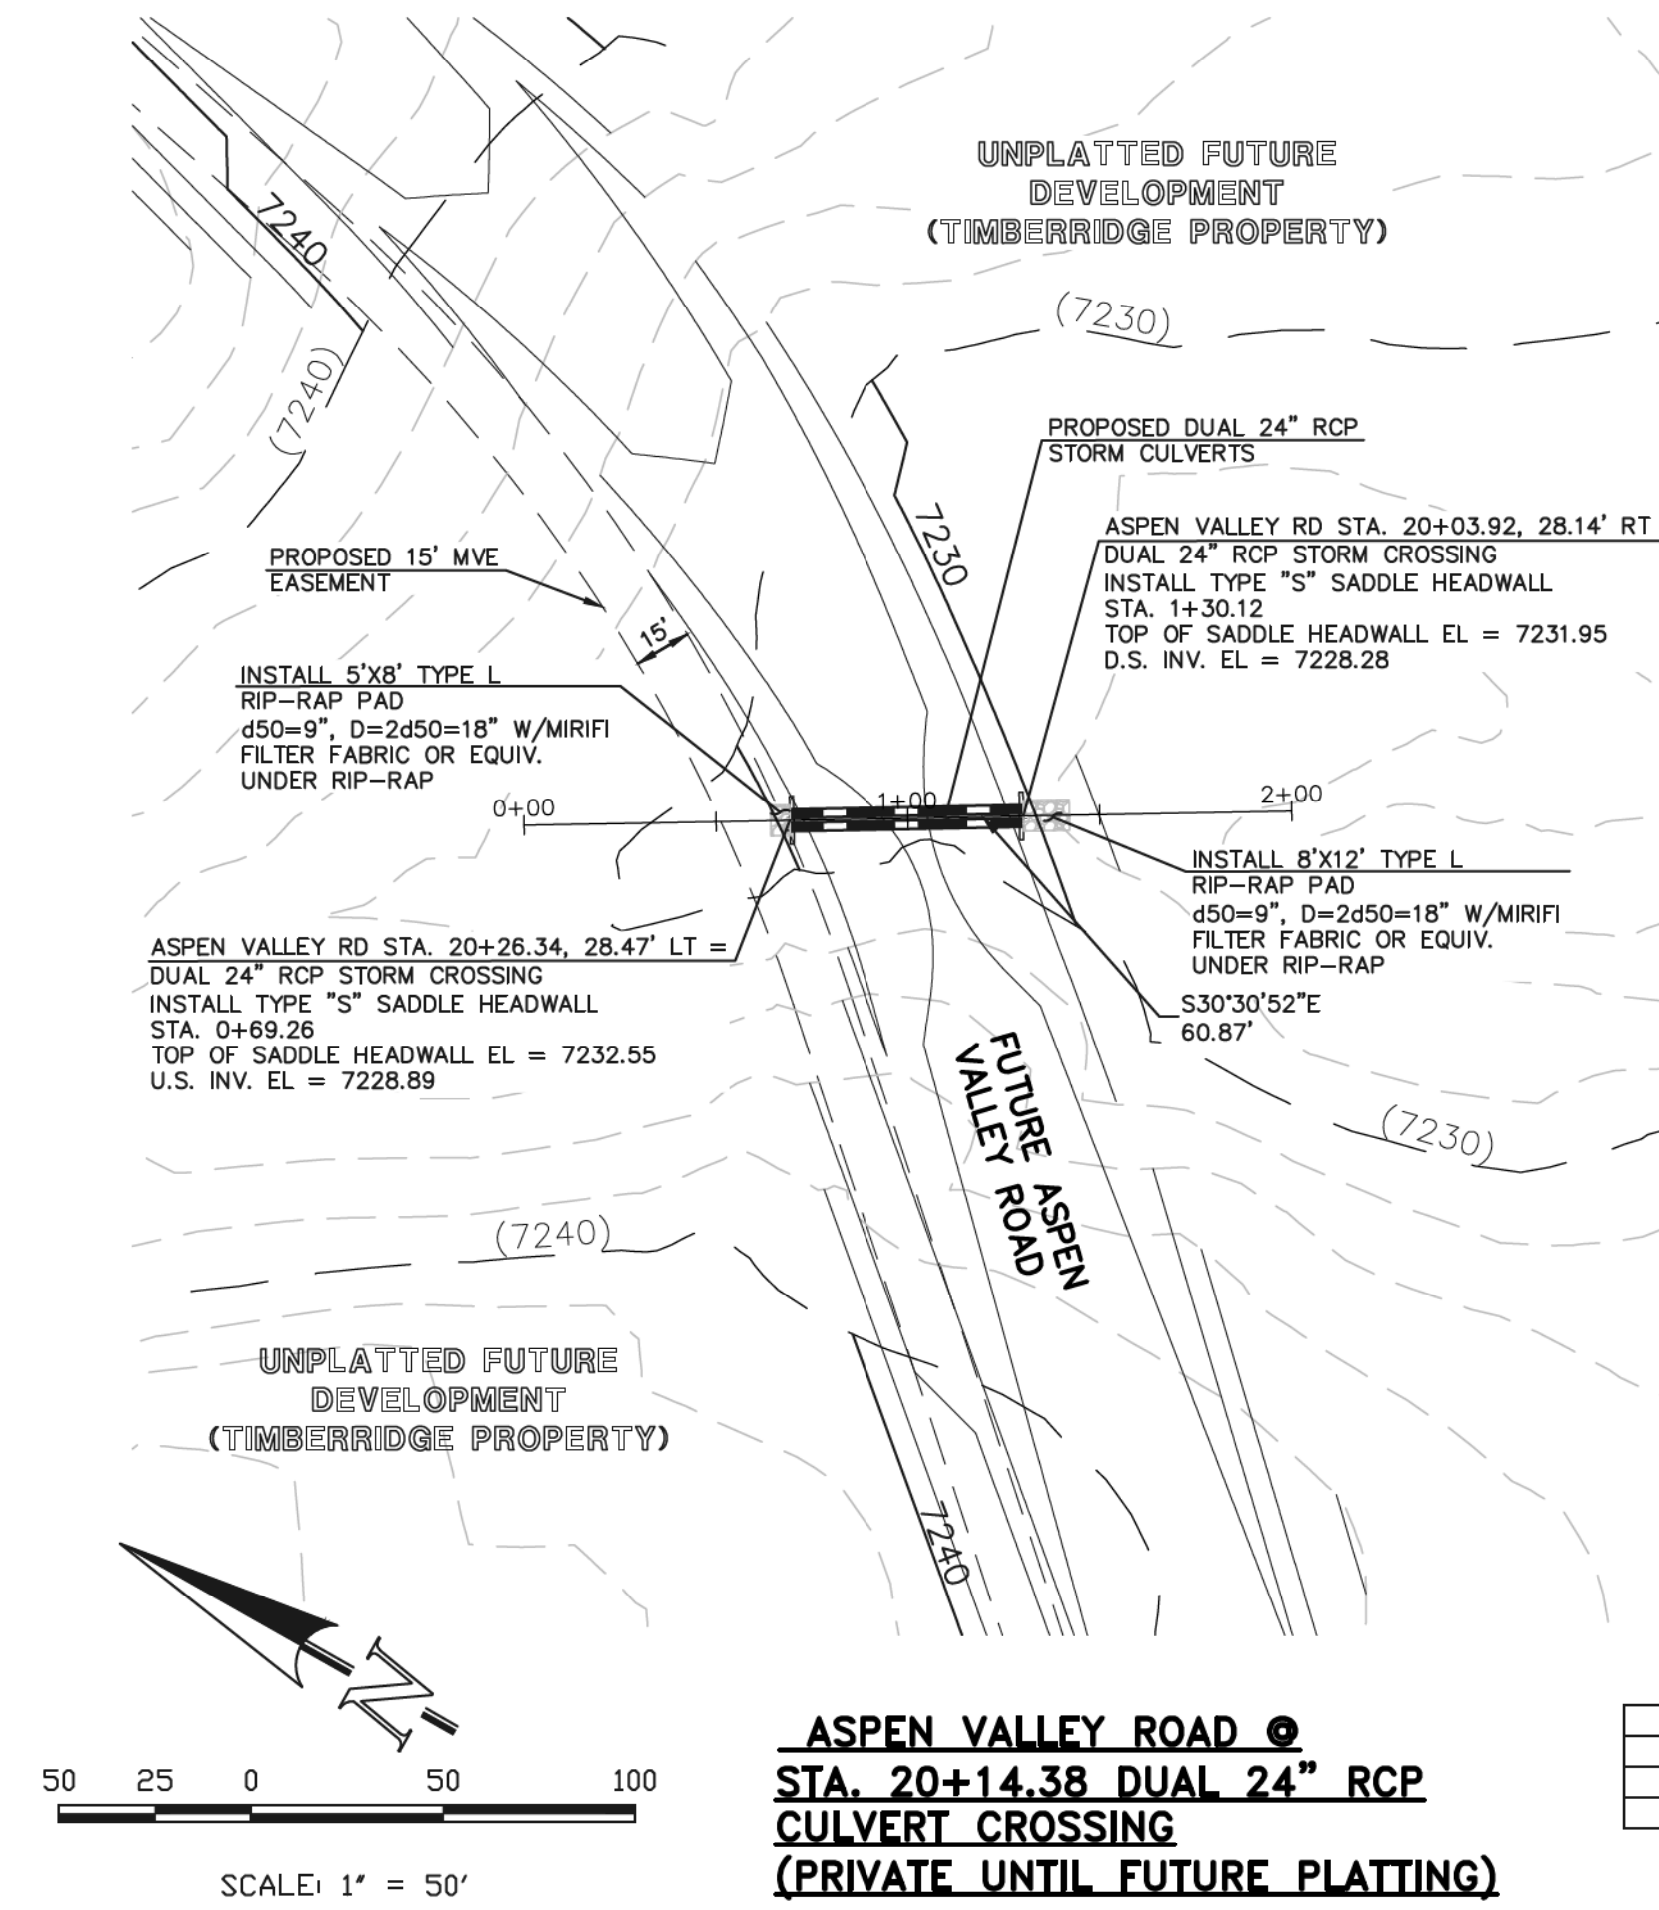 UNPLATTED FUTURE
DEVELOPMENT
(TIMBERRIDGE PROPERTY)
7240
(7230)
(7240)
PROPOSED DUAL 24" RCP
STORM CULVERTS
7230
ASPEN VALLEY RD STA. 20+03.92, 28.14' RT
DUAL 24" RCP STORM CROSSING
INSTALL TYPE "S" SADDLE HEADWALL
STA. 1+30.12
TOP OF SADDLE HEADWALL EL = 7231.95
D.S. INV. EL = 7228.28
PROPOSED 15' MVE
EASEMENT
15'
INSTALL 5'X8' TYPE L
RIP-RAP PAD
d50=9", D=2d50=18" W/MIRIFI
FILTER FABRIC OR EQUIV.
UNDER RIP-RAP
0+00
1+00
2+00
INSTALL 8'X12' TYPE L
RIP-RAP PAD
d50=9", D=2d50=18" W/MIRIFI
FILTER FABRIC OR EQUIV.
UNDER RIP-RAP
ASPEN VALLEY RD STA. 20+26.34, 28.47' LT =
DUAL 24" RCP STORM CROSSING
INSTALL TYPE "S" SADDLE HEADWALL
STA. 0+69.26
TOP OF SADDLE HEADWALL EL = 7232.55
U.S. INV. EL = 7228.89
S30°30'52"E
60.87'
FUTURE ASPEN
VALLEY ROAD
(7230)
(7240)
UNPLATTED FUTURE
DEVELOPMENT
(TIMBERRIDGE PROPERTY)
7240
N
50 25 0 50 100
SCALE: 1" = 50'
ASPEN VALLEY ROAD @
STA. 20+14.38 DUAL 24" RCP
CULVERT CROSSING
(PRIVATE UNTIL FUTURE PLATTING)